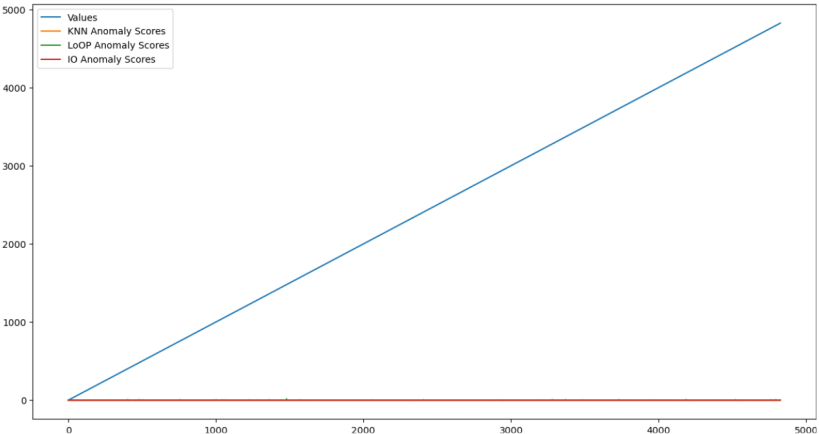 5000
4000
3000
2000
1000
0
Values
KNN Anomaly Scores
LoOP Anomaly Scores
IO Anomaly Scores
0 1000 2000 3000 4000 5000